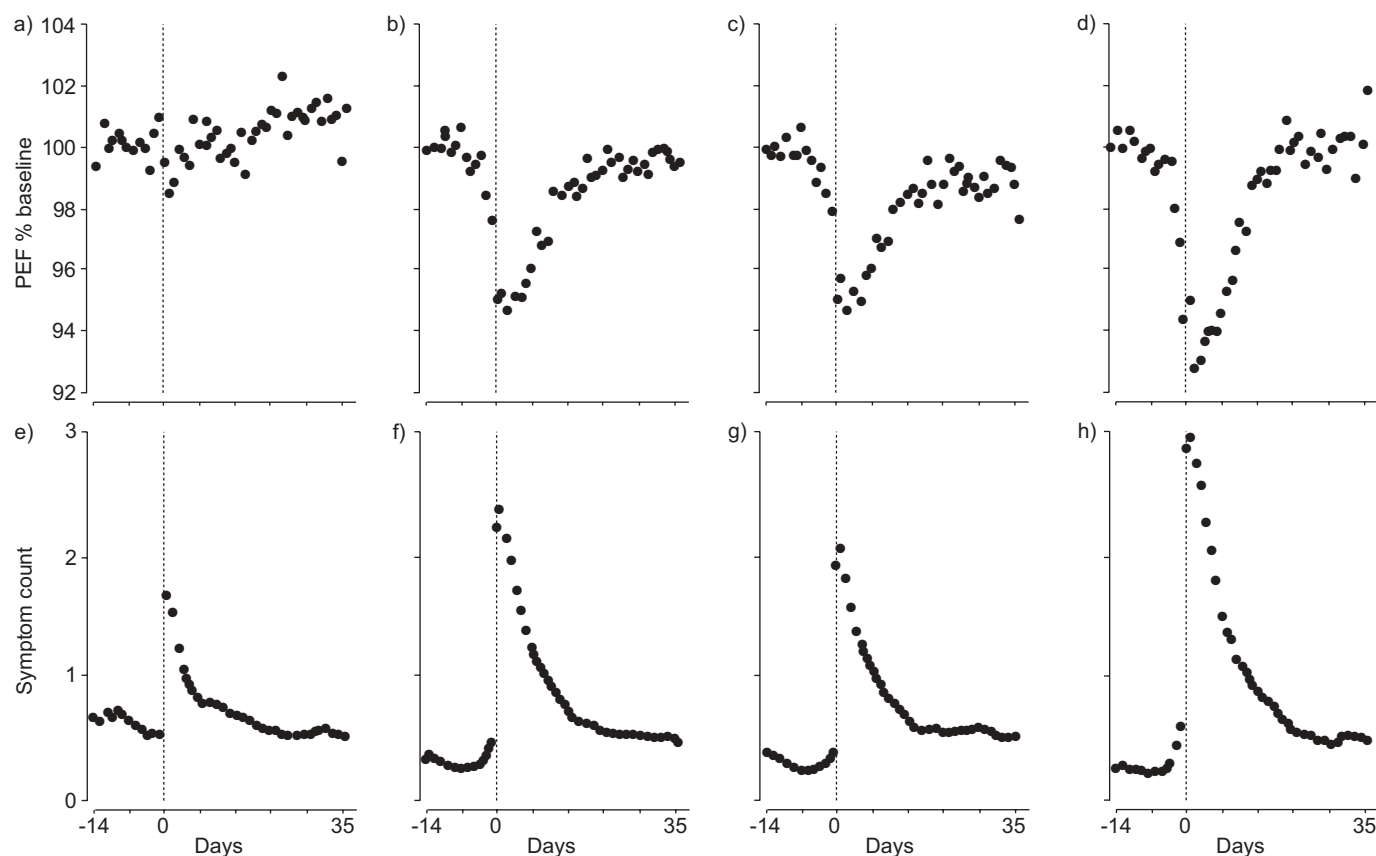 a) 104 b) c) d)
102
100
98
96
94
92
PEF % baseline
e) 3 f) g) h)
2
1
0
Symptom count
-14 0 35 -14 0 35 -14 0 35 -14 0 35
Days Days Days Days